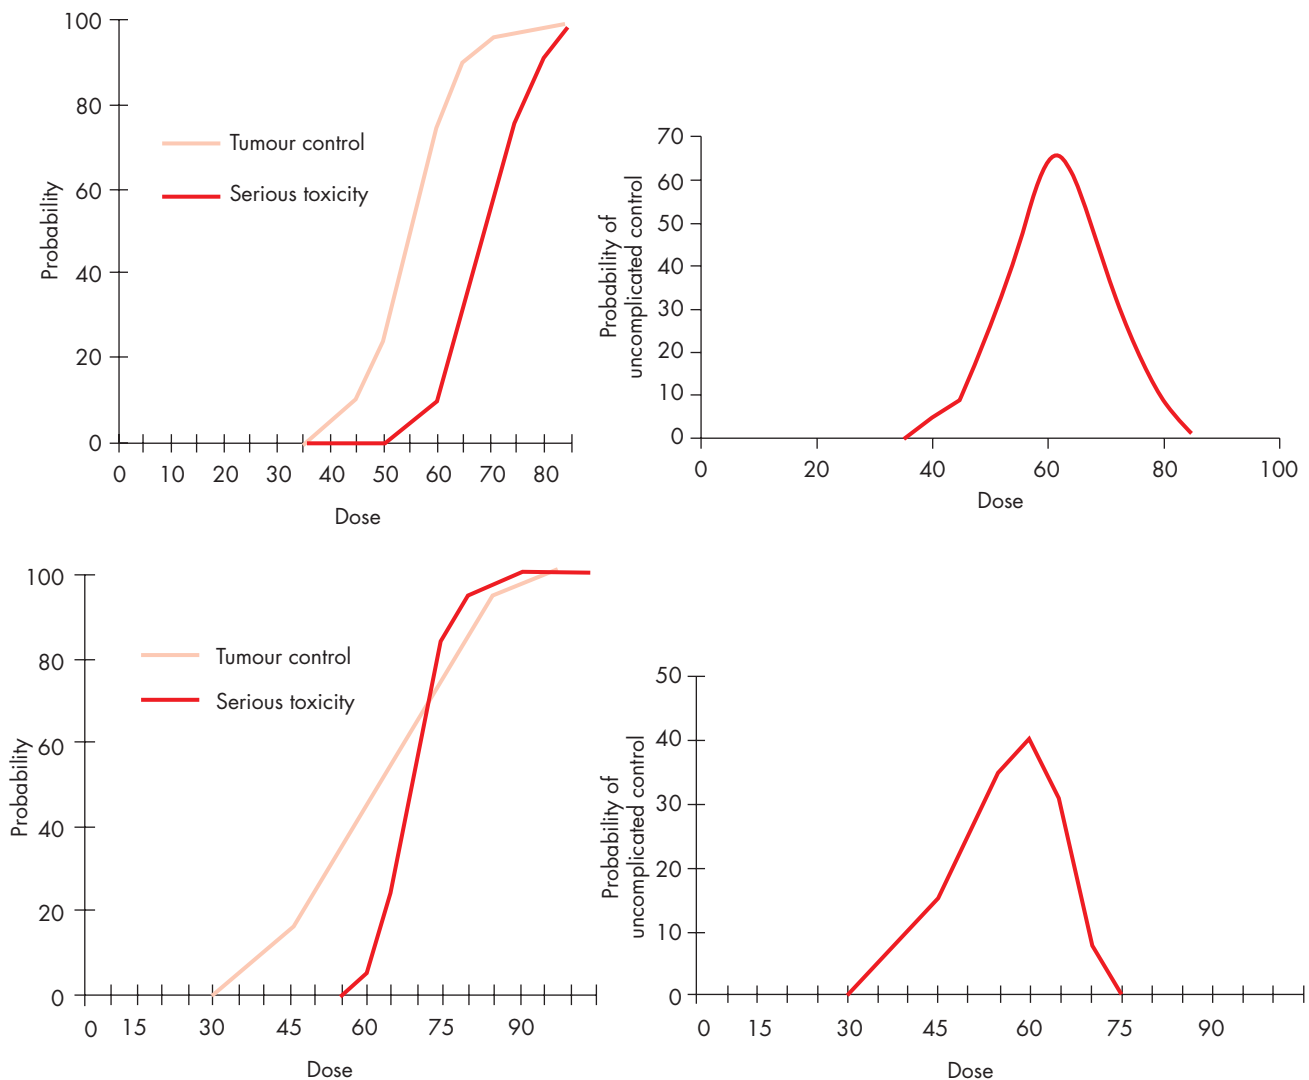 100
80
60
40
20
0
Probability
Tumour control
Serious toxicity
0 10 20 30 40 50 60 70 80
Dose
70
60
50
40
30
20
10
0
Probability of
uncomplicated control
0 20 40 60 80 100
Dose
100
80
60
40
20
0
Probability
Tumour control
Serious toxicity
0 15 30 45 60 75 90
Dose
50
40
30
20
10
0
Probability of
uncomplicated control
0 15 30 45 60 75 90
Dose